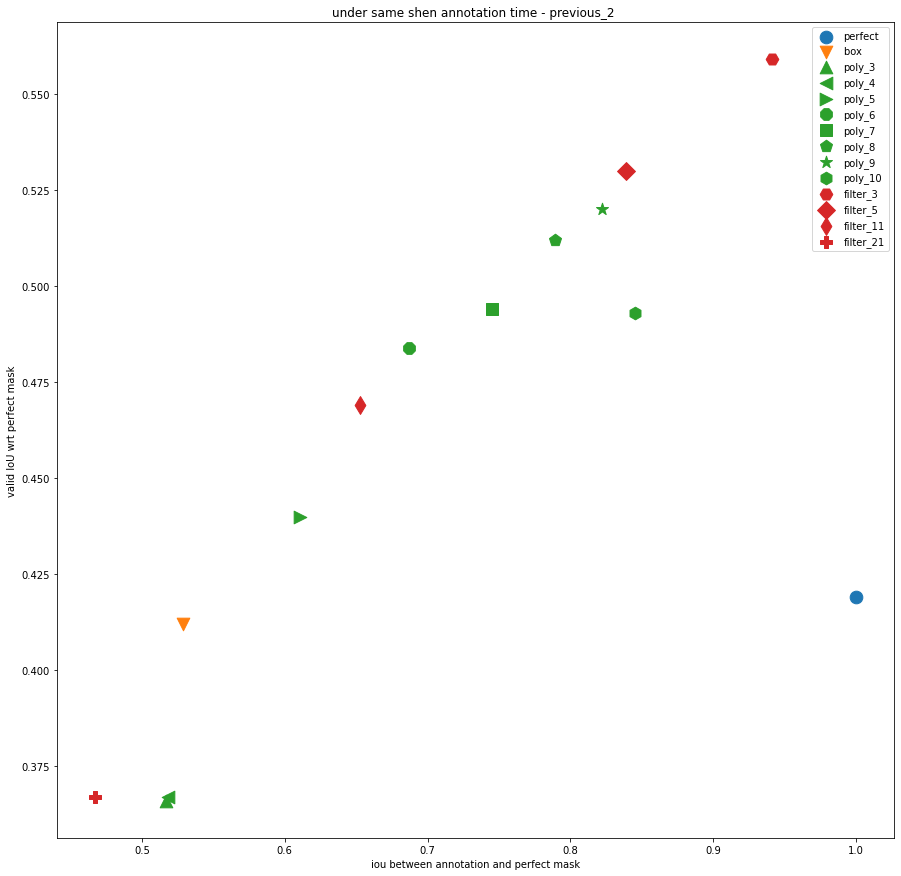 under same shen annotation time - previous_2
perfect
box
poly_3
poly_4
poly_5
poly_6
poly_7
poly_8
poly_9
poly_10
filter_3
filter_5
filter_11
filter_21
valid IoU wrt perfect mask
0.550
0.525
0.500
0.475
0.450
0.425
0.400
0.375
0.5 0.6 0.7 0.8 0.9 1.0
iou between annotation and perfect mask